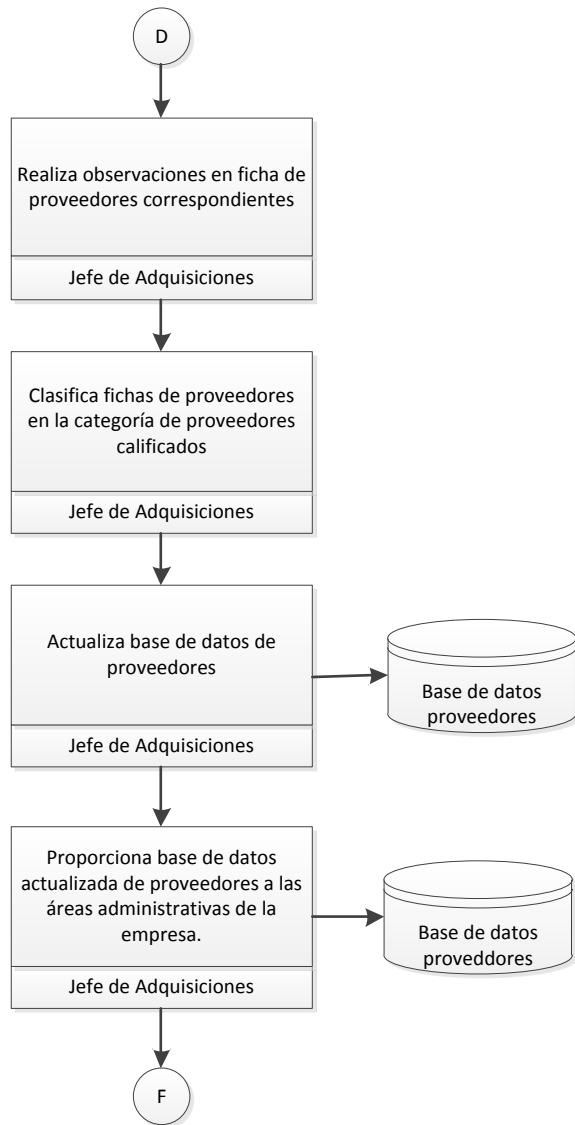 D
Realiza observaciones en ficha de
proveedores correspondientes
Jefe de Adquisiciones
Clasifica fichas de proveedores
en la categoría de proveedores
calificados
Jefe de Adquisiciones
Actualiza base de datos de
proveedores
Jefe de Adquisiciones
Base de datos
proveedores
Proporciona base de datos
actualizada de proveedores a las
áreas administrativas de la
empresa.
Jefe de Adquisiciones
Base de datos
proveddores
F